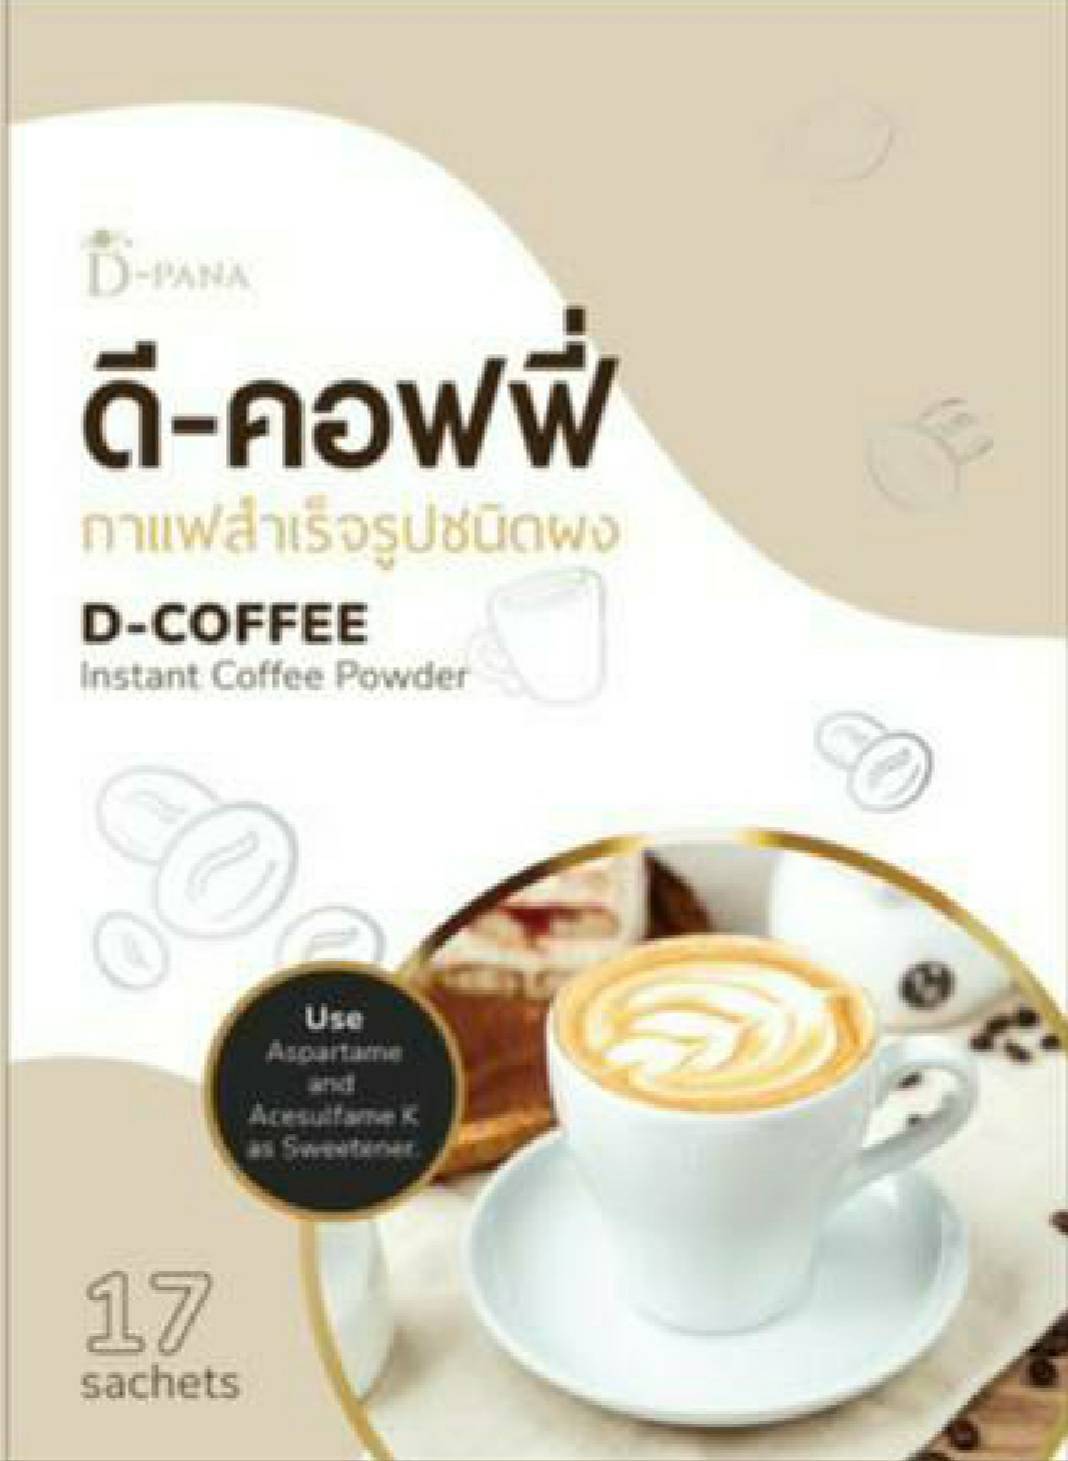 D-PANA
ดี-คอฟฟี่
กาแฟสำเร็จรูปชนิดผง
D-COFFEE
Instant Coffee Powder
Use
Aspartame
and
Acesulfame K
as Sweetener.
17
sachets